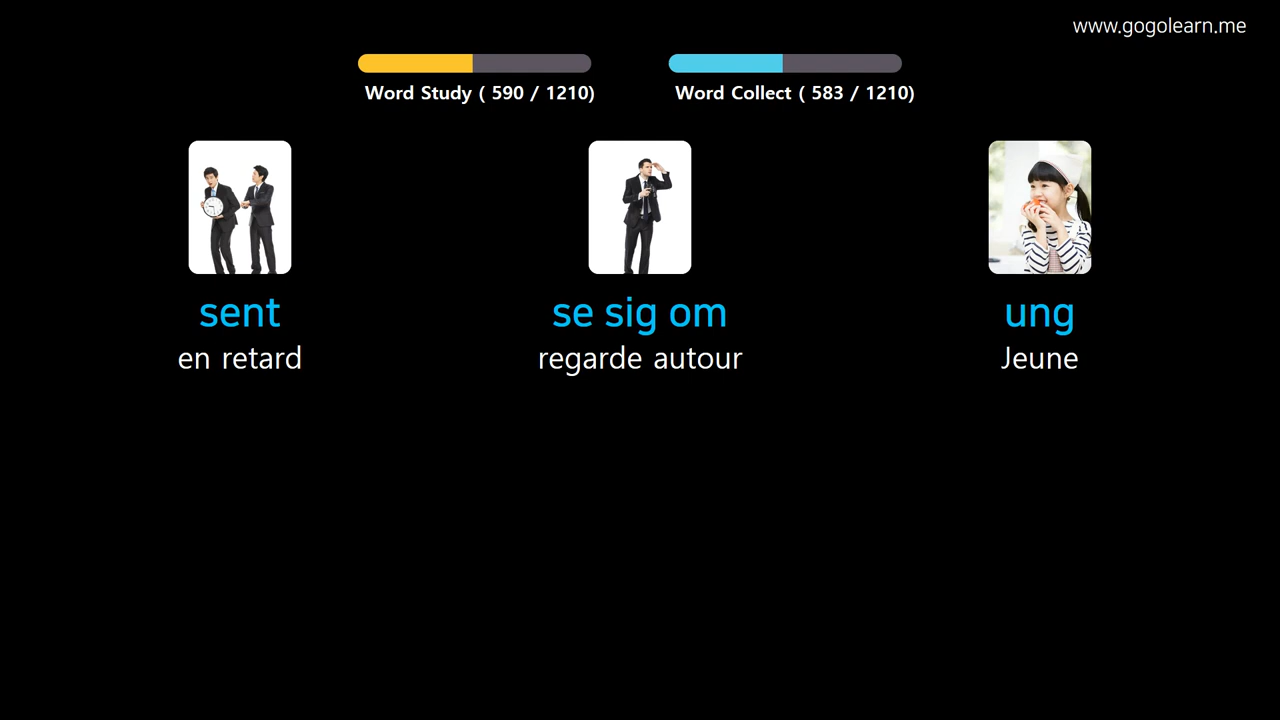 www.gogolearn.me
Word Study ( 590 / 1210)
Word Collect ( 583 / 1210)
sent
se sig om
ung
en retard
regarde autour
Jeune